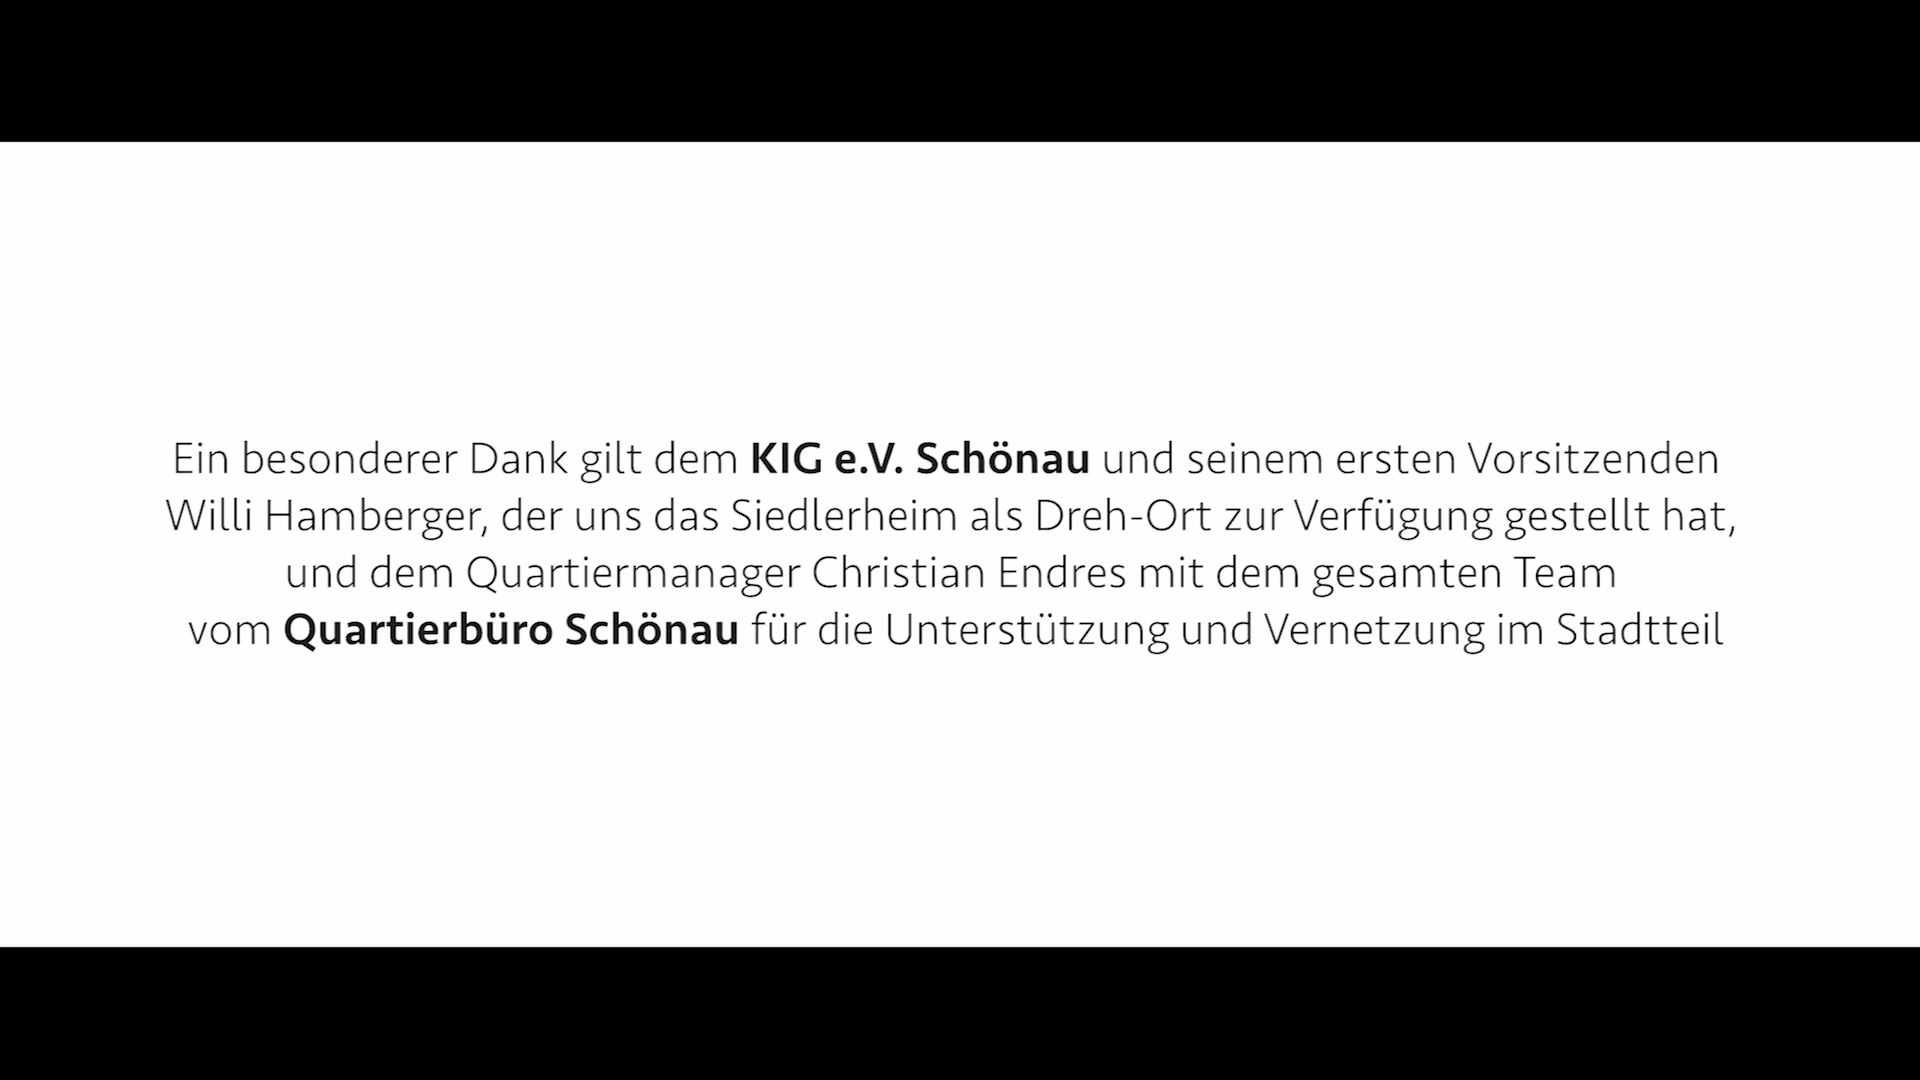 Ein besonderer Dank gilt dem KIG e.V. Schönau und seinem ersten Vorsitzenden
Willi Hamberger, der uns das Siedlerheim als Dreh-Ort zur Verfügung gestellt hat,
und dem Quartiermanager Christian Endres mit dem gesamten Team
vom Quartierbüro Schönau für die Unterstützung und Vernetzung im Stadtteil